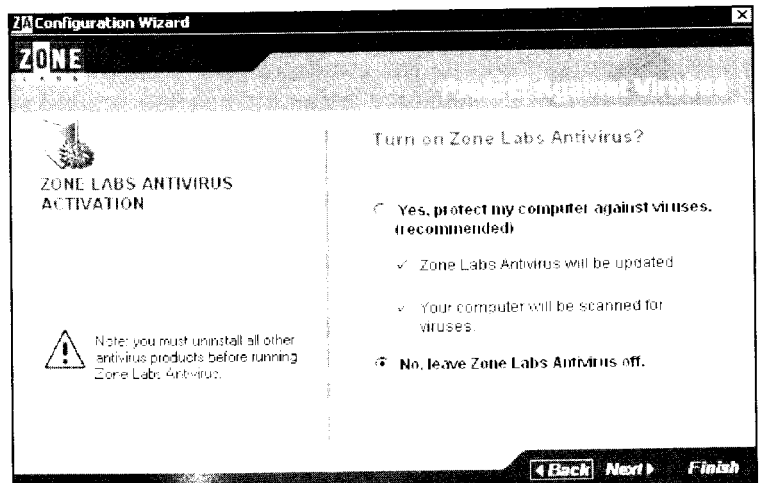 ZA Configuration Wizard
ZONE
LABS
Protect Against Viruses
Turn on Zone Labs Antivirus?
ZONE LABS ANTIVIRUS
ACTIVATION
Yes, protect my computer against viruses.
(recommended)
Zone Labs Antivirus will be updated
Your computer will be scanned for
viruses.
Note: you must uninstall all other
antivirus products before running
Zone Labs Antivirus.
No, leave Zone Labs Antivirus off.
Back Next Finish